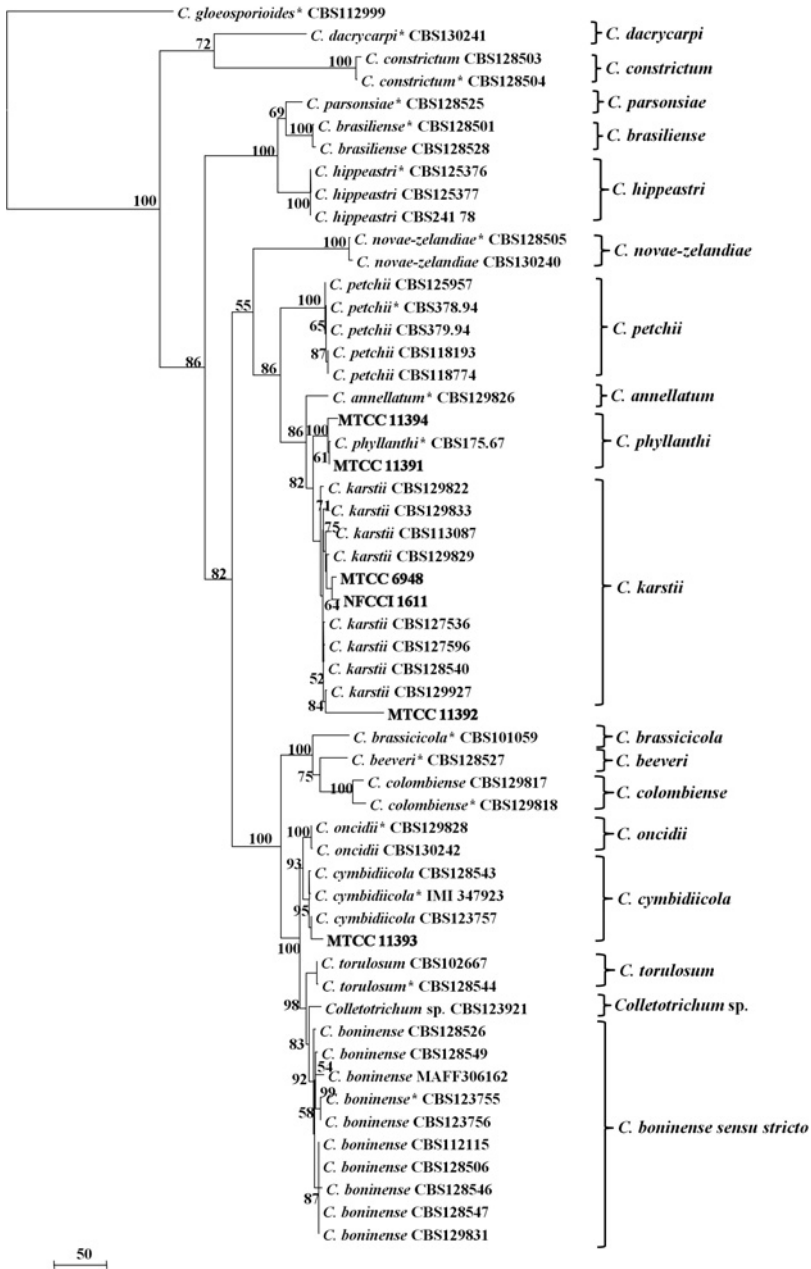 C. gloeosporioides* CBS112999
C. dacrycarpi* CBS130241
C. dacrycarpi
72
C. constrictum CBS128503
100
C. constrictum
C. constrictum* CBS128504
C. parsonsiae* CBS128525
C. parsonsiae
69
C. brasiliense* CBS128501
100
C. brasiliense
C. brasiliense CBS128528
100
C. hippeastri* CBS125376
C. hippeastri CBS125377
C. hippeastri
100
C. hippeastri CBS241 78
100
C. novae-zelandiae* CBS128505
100
C. novae-zelandiae
C. novae-zelandiae CBS130240
C. petchii CBS125957
100
55
C. petchii* CBS378.94
65
C. petchii CBS379.94
C. petchii
87
C. petchii CBS118193
86
86
C. petchii CBS118774
C. annellatum* CBS129826
C. annellatum
MTCC 11394
86
100
C. phyllanthi* CBS175.67
C. phyllanthi
61
MTCC 11391
82
C. karstii CBS129822
71
C. karstii CBS129833
75
C. karstii CBS113087
C. karstii CBS129829
82
MTCC 6948
C. karstii
64
NFCCI 1611
C. karstii CBS127536
C. karstii CBS127596
52
C. karstii CBS128540
C. karstii CBS129927
84
MTCC 11392
C. brassicicola* CBS101059
C. brassicicola
100
C. beeveri* CBS128527
C. beeveri
75
C. colombiense CBS129817
100
C. colombiense
C. colombiense* CBS129818
100
C. oncidii* CBS129828
100
C. oncidii
C. oncidii CBS130242
93
C. cymbidiicola CBS128543
C. cymbidiicola* IMI 347923
C. cymbidiicola
95
C. cymbidiicola CBS123757
MTCC 11393
100
C. torulosum CBS102667
C. torulosum
C. torulosum* CBS128544
98
Colletotrichum sp. CBS123921
Colletotrichum sp.
C. boninense CBS128526
83
C. boninense CBS128549
54
C. boninense MAFF306162
92
99
C. boninense* CBS123755
58
C. boninense CBS123756
C. boninense sensu stricto
C. boninense CBS112115
C. boninense CBS128506
87
C. boninense CBS128546
C. boninense CBS128547
C. boninense CBS129831
50